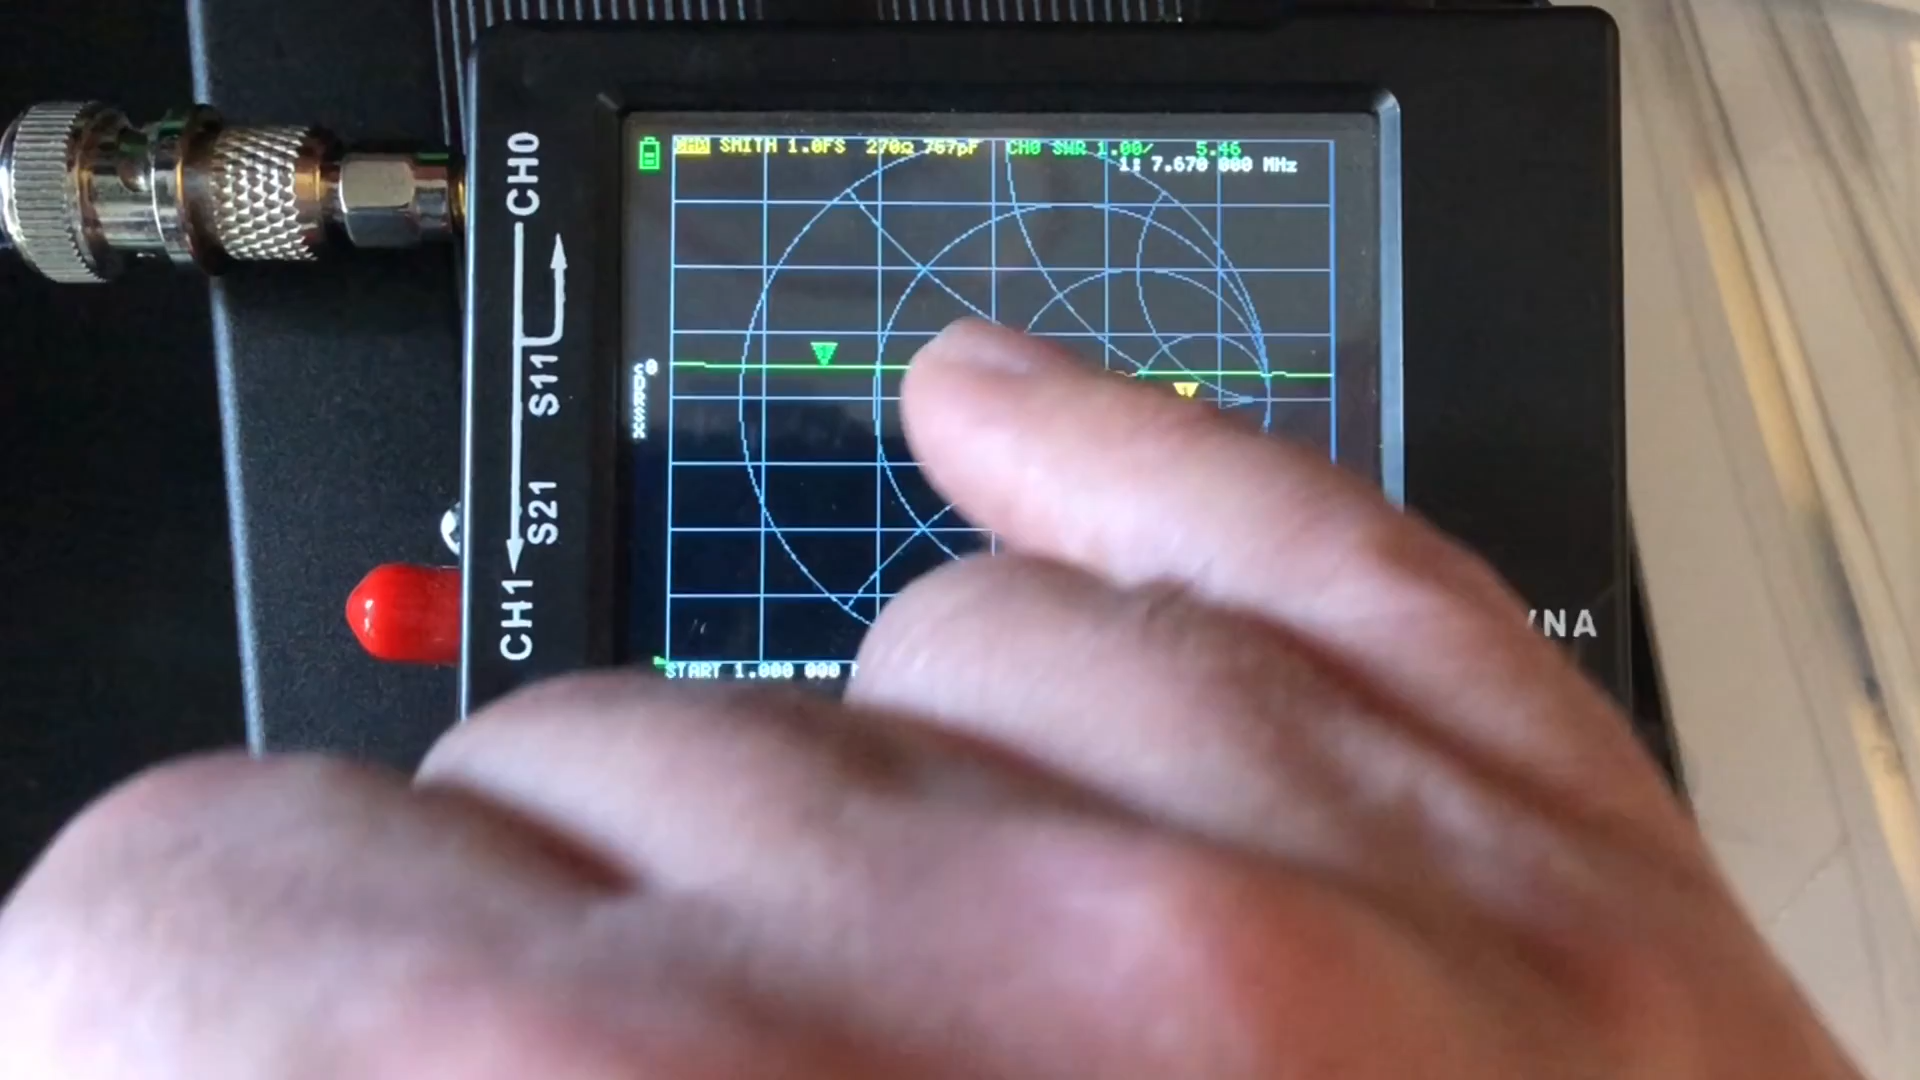 CH0 SMITH 1.0FS 270Ω 767pF CH0 SWR 1.00/ 5.46
1: 7.670 000 MHz
CH0
S11
S21
CH1
START 1.000 000
VNA